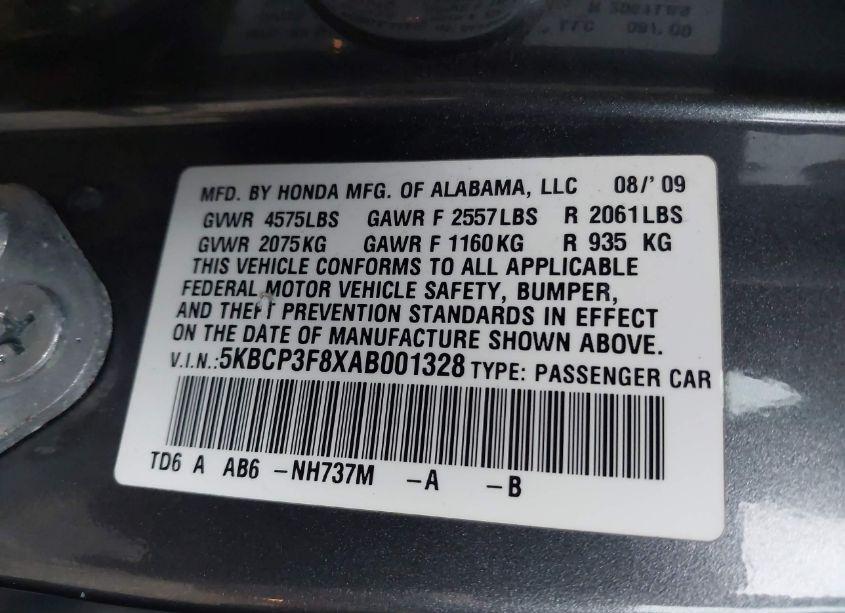 MFD. BY HONDA MFG. OF ALABAMA, LLC 08/'09
GVWR 4575LBS GAWR F 2557LBS R 2061LBS
GVWR 2075KG GAWR F 1160KG R 935 KG
THIS VEHICLE CONFORMS TO ALL APPLICABLE
FEDERAL MOTOR VEHICLE SAFETY, BUMPER,
AND THEFT PREVENTION STANDARDS IN EFFECT
ON THE DATE OF MANUFACTURE SHOWN ABOVE.
V.I.N.:5KBCP3F8XAB001328 TYPE: PASSENGER CAR
TD6 A AB6 -NH737M -A -B